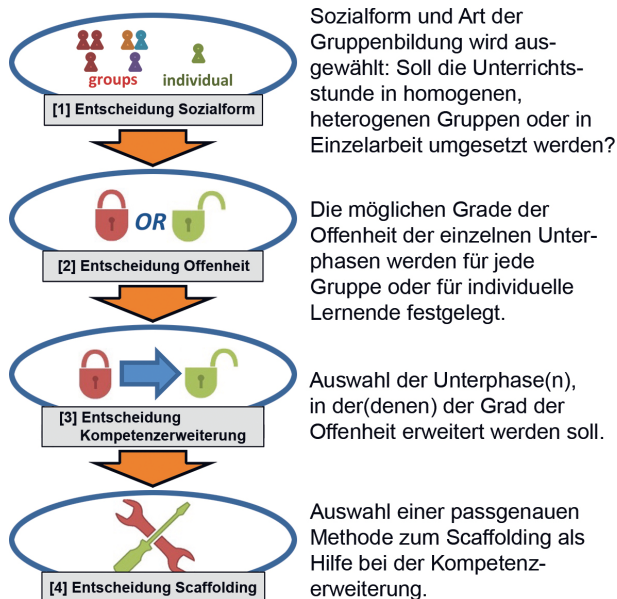 groups individual
[1] Entscheidung Sozialform
Sozialform und Art der
Gruppenbildung wird aus-
gewählt: Soll die Unterrichts-
stunde in homogenen,
heterogenen Gruppen oder in
Einzelarbeit umgesetzt werden?
OR
[2] Entscheidung Offenheit
Die möglichen Grade der
Offenheit der einzelnen Unter-
phasen werden für jede
Gruppe oder für individuelle
Lernende festgelegt.
[3] Entscheidung
Kompetenzerweiterung
Auswahl der Unterphase(n),
in der(denen) der Grad der
Offenheit erweitert werden soll.
[4] Entscheidung Scaffolding
Auswahl einer passgenauen
Methode zum Scaffolding als
Hilfe bei der Kompetenz-
erweiterung.